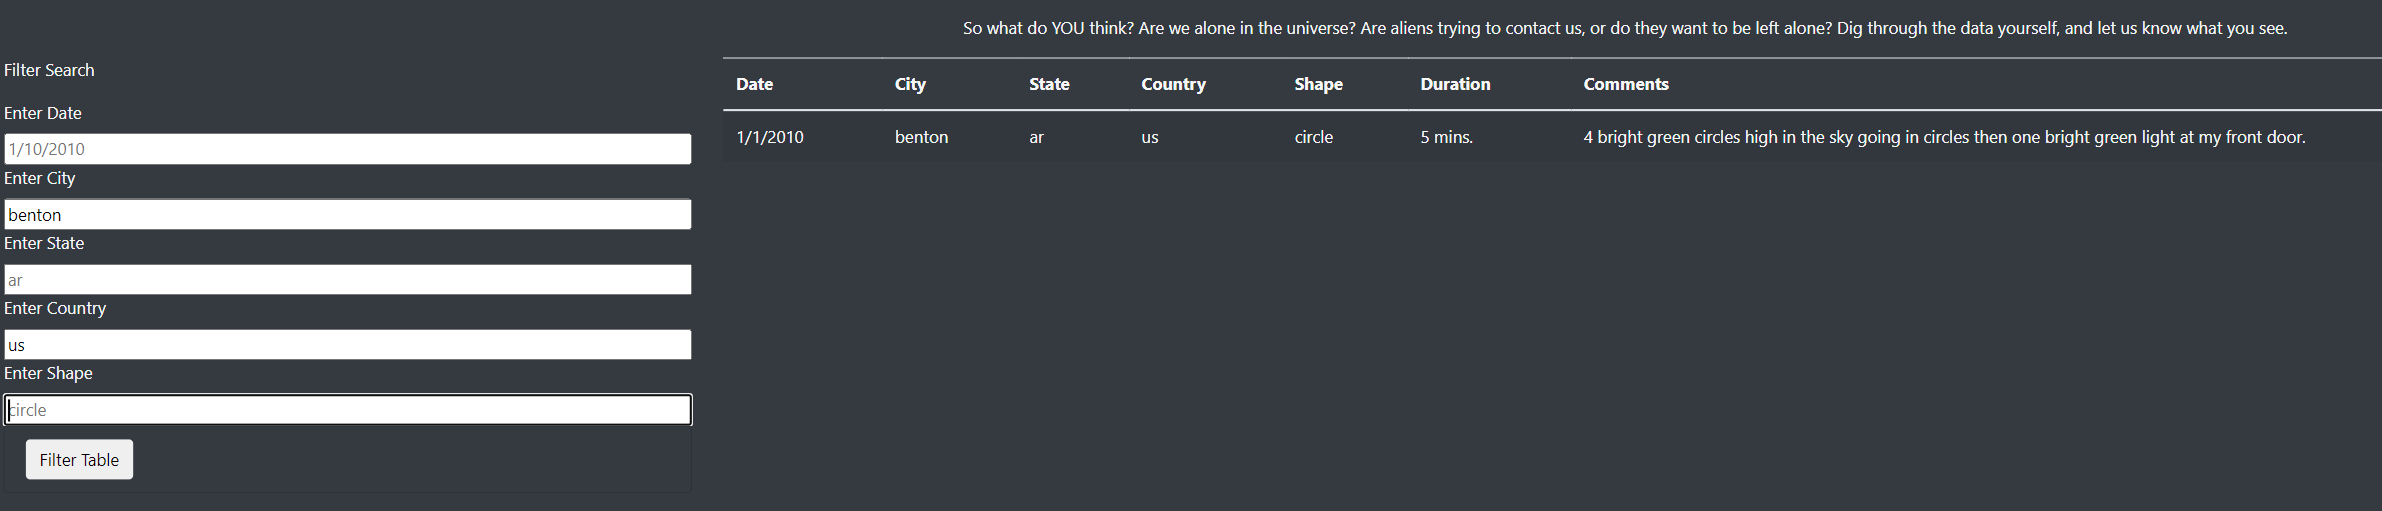 So what do YOU think? Are we alone in the universe? Are aliens trying to contact us, or do they want to be left alone? Dig through the data yourself, and let us know what you see.
Filter Search
Enter Date
1/10/2010
Enter City
benton
Enter State
ar
Enter Country
us
Enter Shape
circle
Filter Table
Date City State Country Shape Duration Comments
1/1/2010 benton ar us circle 5 mins. 4 bright green circles high in the sky going in circles then one bright green light at my front door.